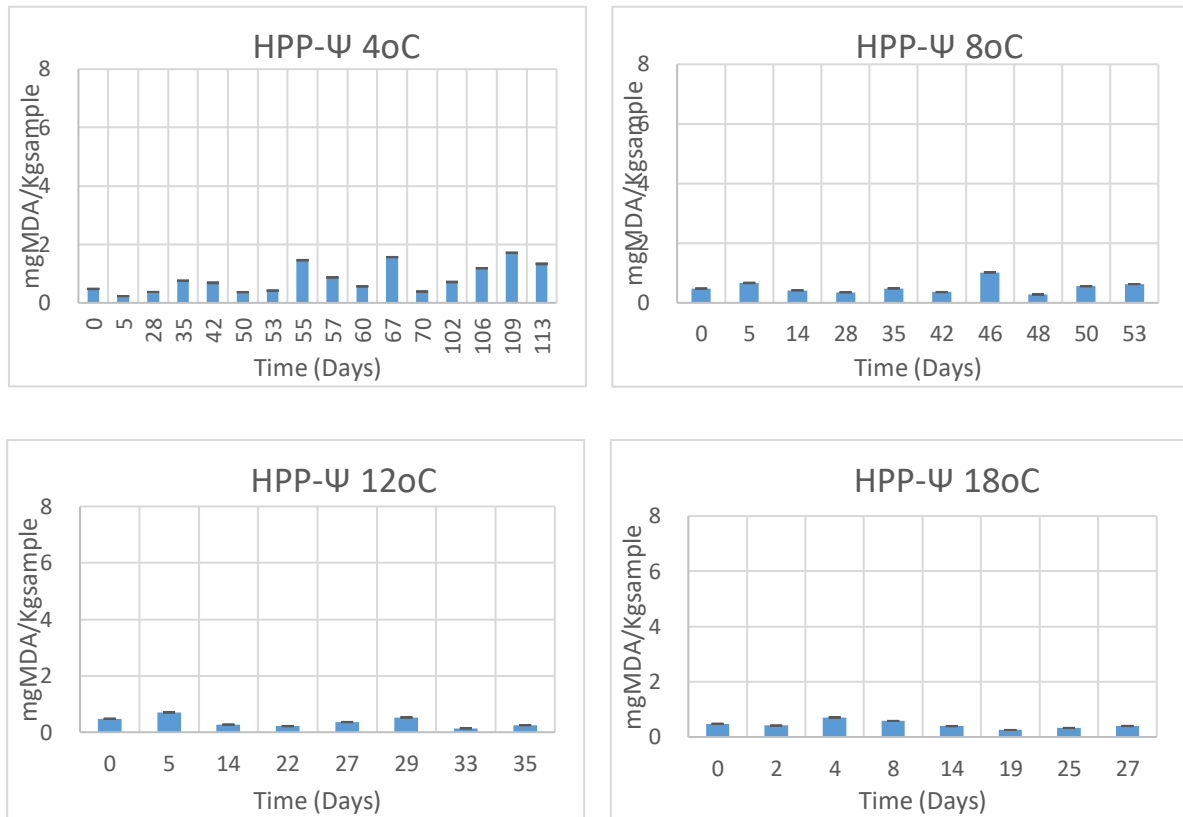 HPP-Ψ 4oC
mgMDA/Kgsample
8
6
4
2
0
0 5 28 35 42 50 53 55 57 60 67 70 102 106 109 113
Time (Days)
HPP-Ψ 8oC
mgMDA/Kgsample
8
6
4
2
0
0 5 14 28 35 42 46 48 50 53
Time (Days)
HPP-Ψ 12oC
mgMDA/Kgsample
8
6
4
2
0
0 5 14 22 27 29 33 35
Time (Days)
HPP-Ψ 18oC
mgMDA/Kgsample
8
6
4
2
0
0 2 4 8 14 19 25 27
Time (Days)